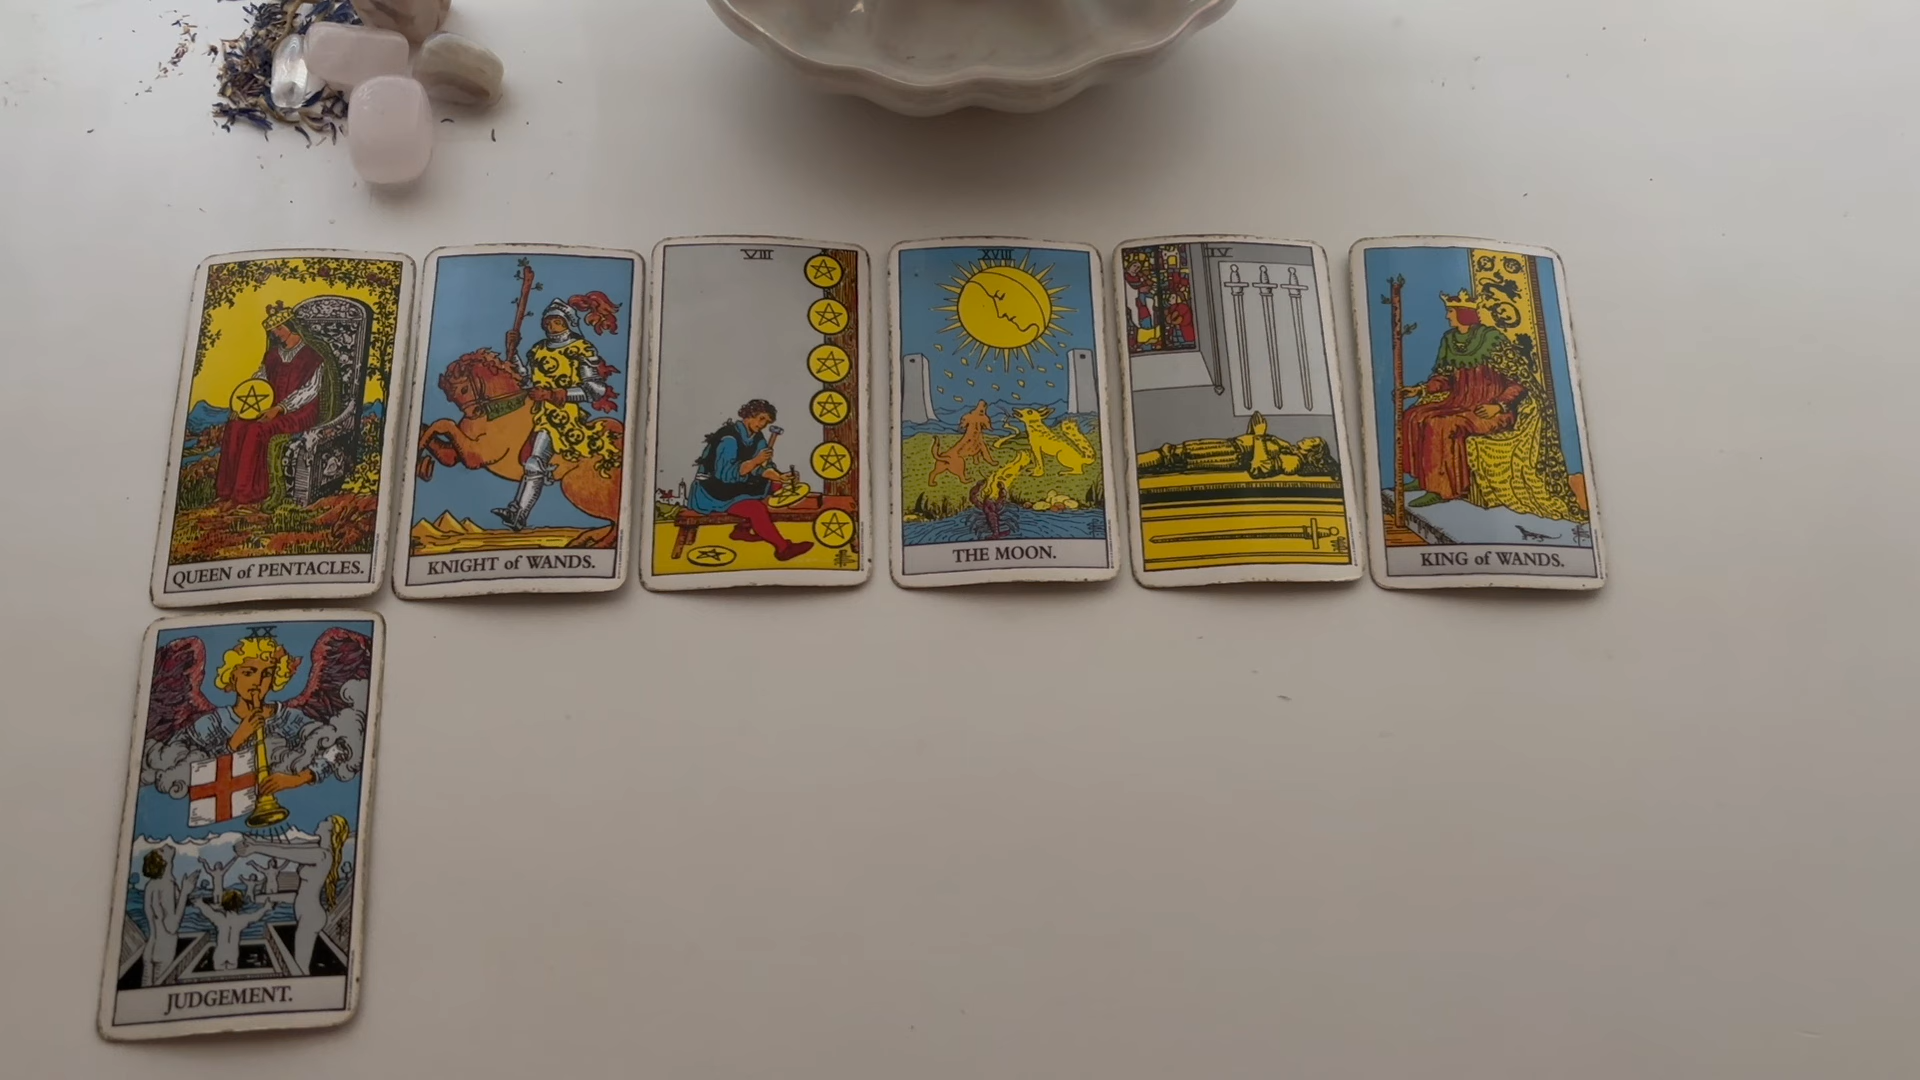 QUEEN of PENTACLES.
KNIGHT of WANDS.
VIII
XVIII
THE MOON.
IV
KING of WANDS.
XX
JUDGEMENT.